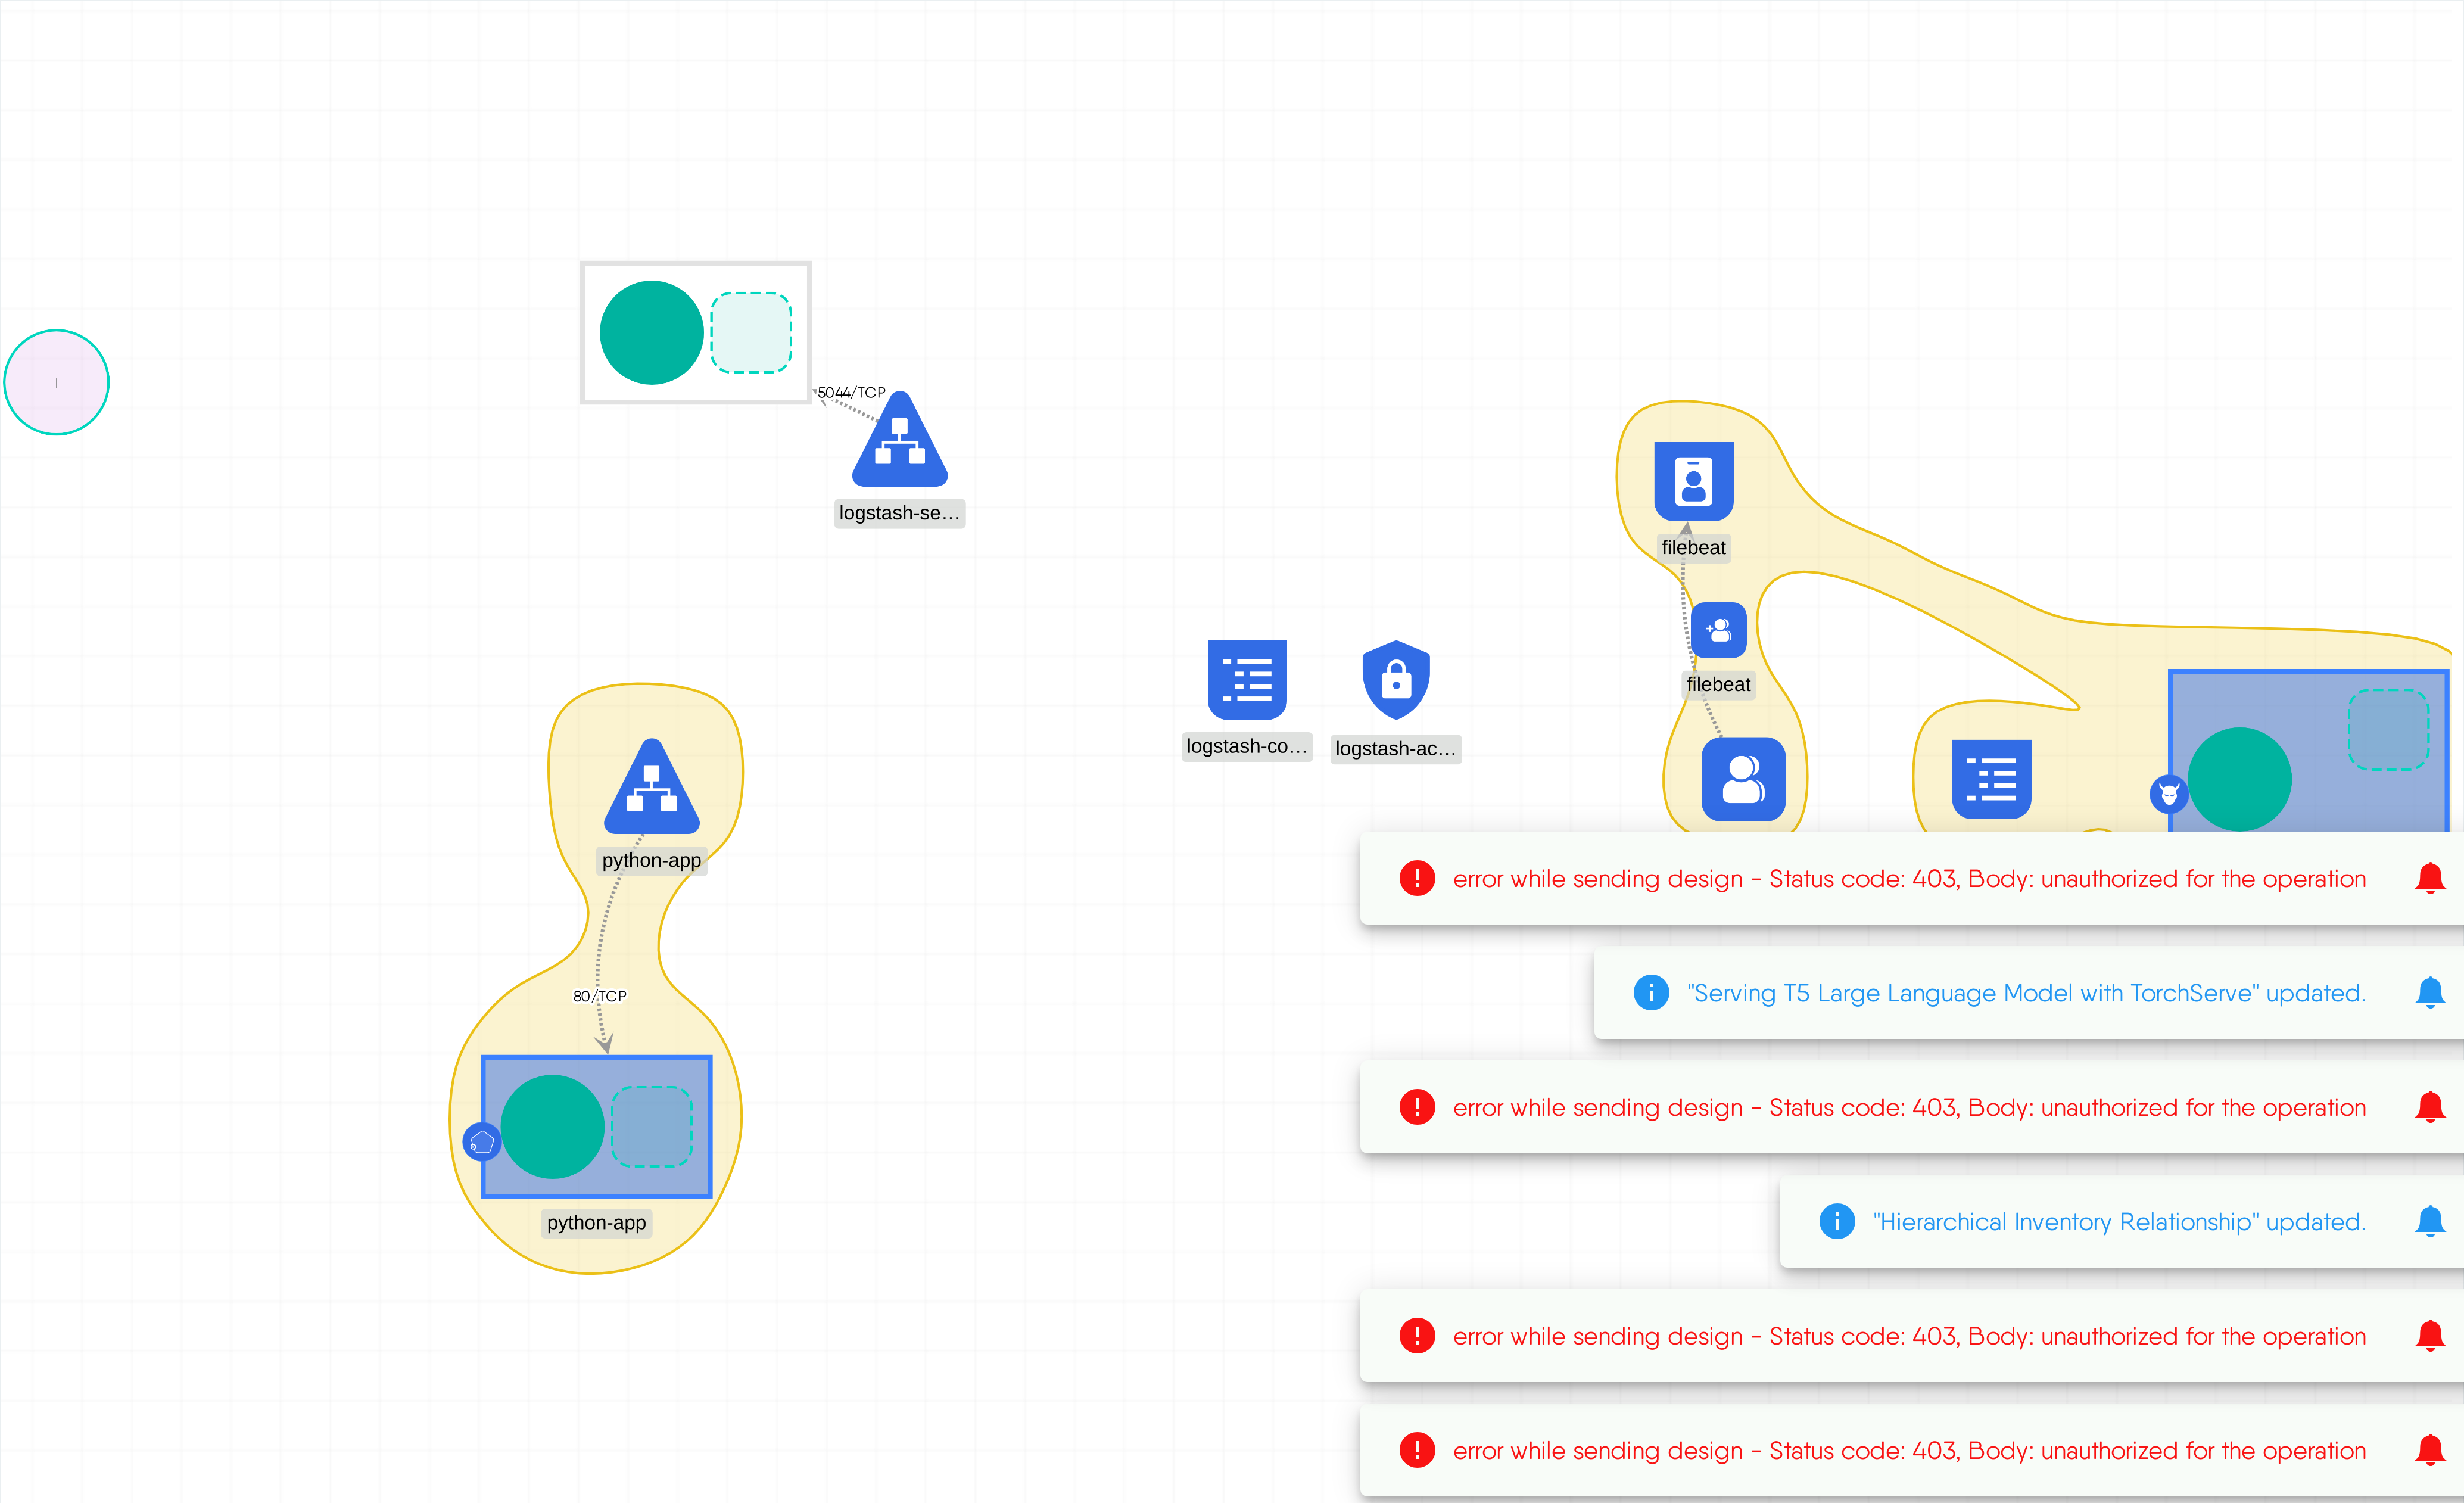 5044/TCP
logstash-se…
filebeat
filebeat
logstash-co…
logstash-ac…
python-app
80/TCP
python-app
error while sending design - Status code: 403, Body: unauthorized for the operation
"Serving T5 Large Language Model with TorchServe" updated.
error while sending design - Status code: 403, Body: unauthorized for the operation
"Hierarchical Inventory Relationship" updated.
error while sending design - Status code: 403, Body: unauthorized for the operation
error while sending design - Status code: 403, Body: unauthorized for the operation